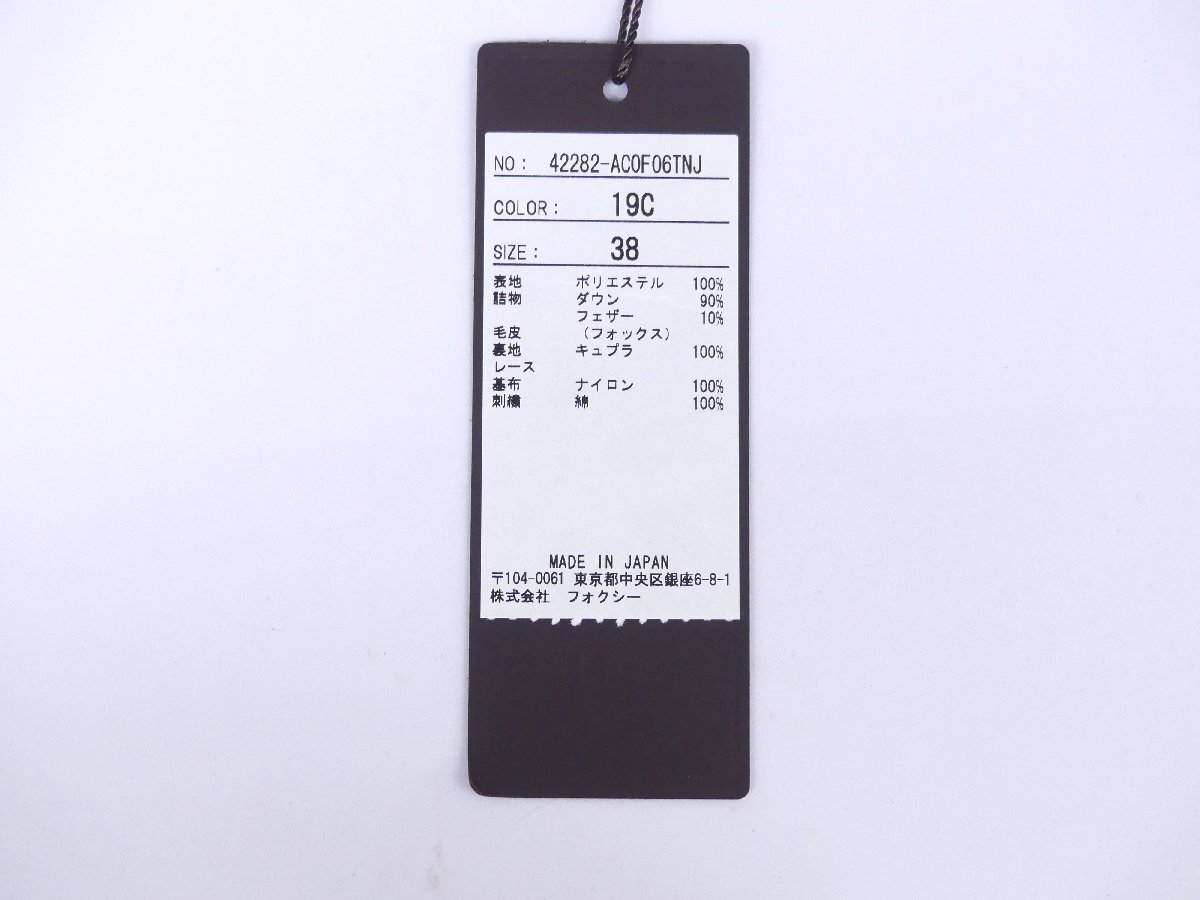 NO: 42282-AC0F06TNJ
COLOR: 19C
SIZE: 38
表地 ポリエステル 100%
詰物 ダウン 90%
フェザー 10%
毛皮 (フォックス)
裏地 キュプラ 100%
レース
基布 ナイロン 100%
刺繍 綿 100%
MADE IN JAPAN
〒104-0061 東京都中央区銀座6-8-1
株式会社 フォクシー